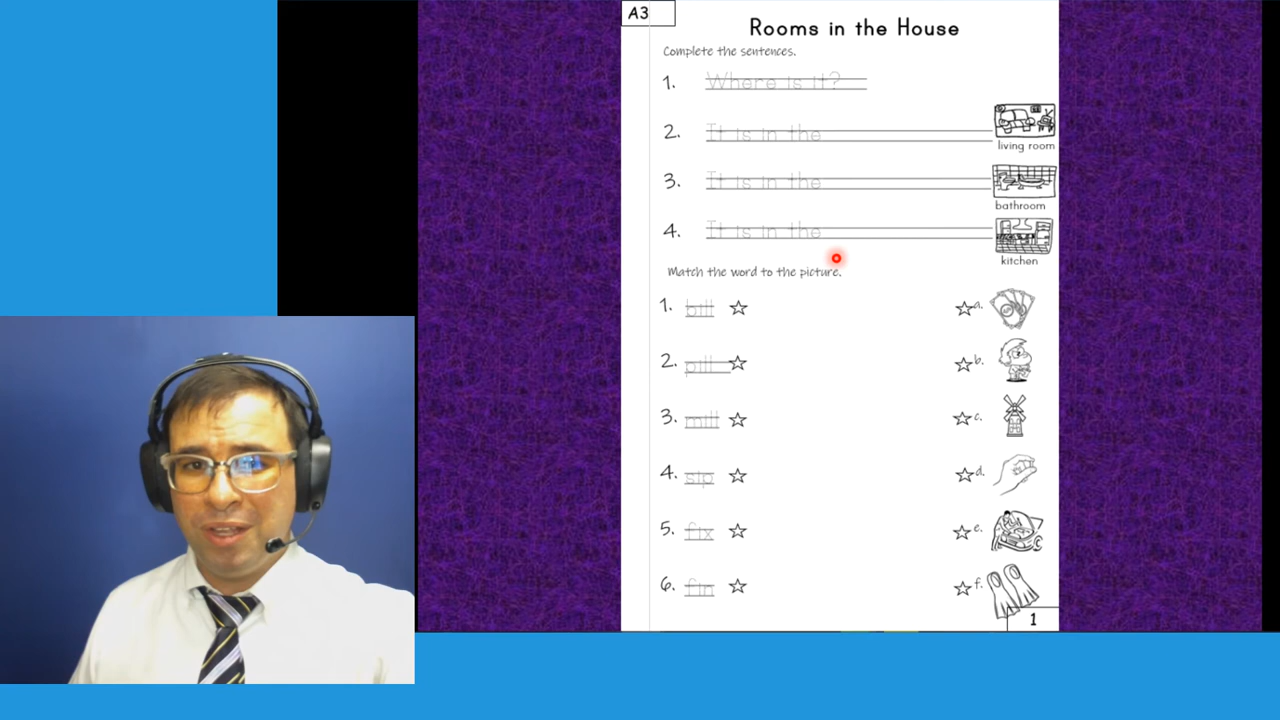 A3
Rooms in the House
Complete the sentences.
1. Where is it?
2. It is in the
living room
3. It is in the
bathroom
4. It is in the
kitchen
Match the word to the picture.
1. bill a.
2. pill b.
3. mill c.
4. sip d.
5. fix e.
6. fin f.
1